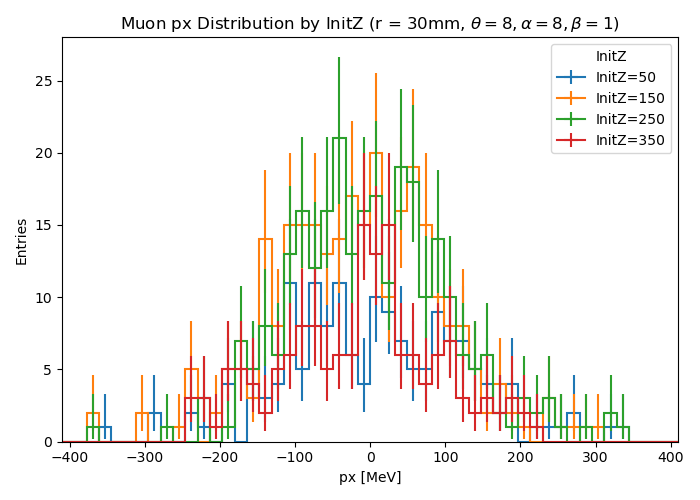 Muon px Distribution by InitZ (r = 30mm, θ = 8, α = 8, β = 1)
InitZ
InitZ=50
InitZ=150
InitZ=250
InitZ=350
Entries
25
20
15
10
5
0
−400 −300 −200 −100 0 100 200 300 400
px [MeV]